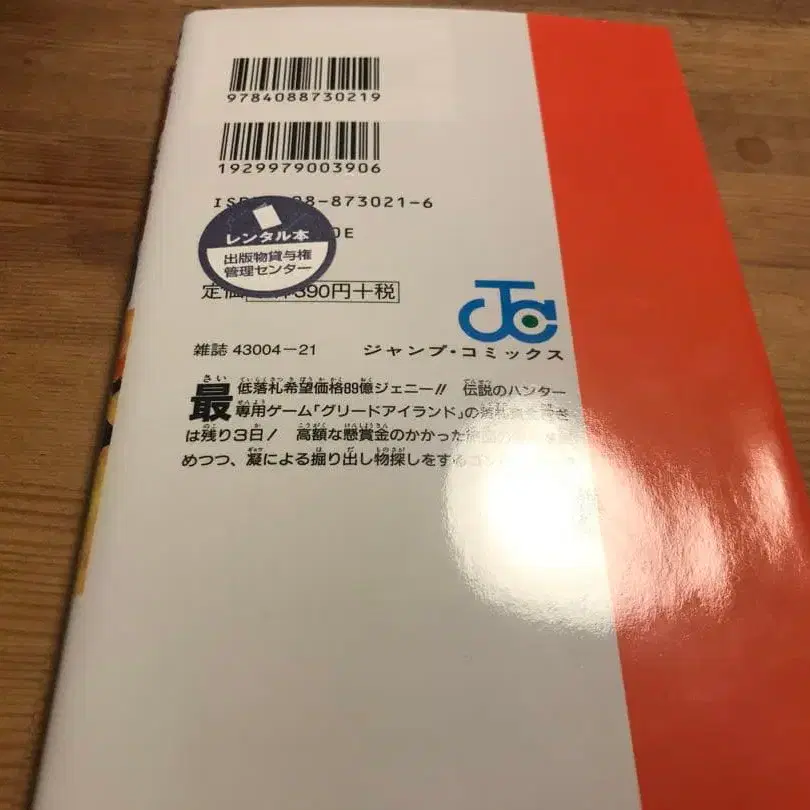 9784088730219
1929979003906
IS 08-873021-6
0E
レンタル本
出版物貸与権
管理センター
定価 390円+税
雑誌 43004-21
ジャンプ・コミックス
最低落札希望価格89億ジェニー!! 伝説のハンター
専用ゲーム「グリードアイランド」の
は残り3日! 高額な懸賞金のかかった
めつつ、凝による掘り出し物探しをするゴン